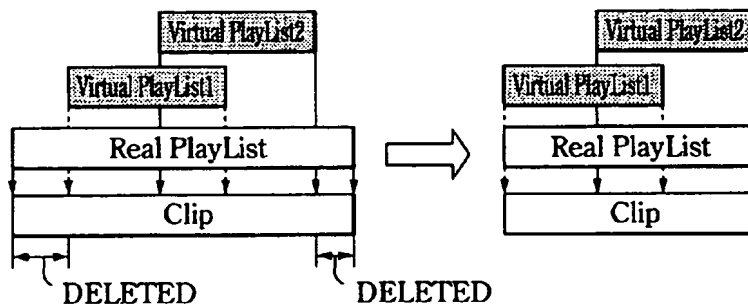 Virtual PlayList2
Virtual PlayList1
Real PlayList
Clip
DELETED
DELETED
Virtual PlayList2
Virtual PlayList1
Real PlayList
Clip